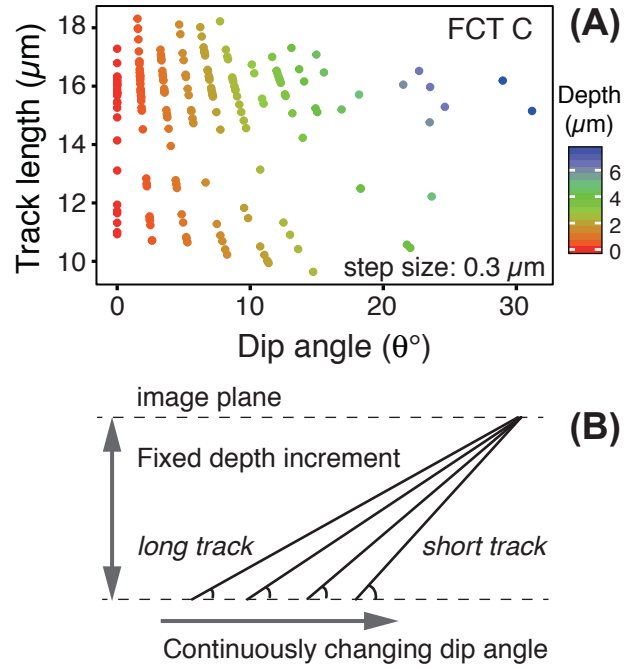 (A)
FCT C
Track length (μm)
18
16
14
12
10
step size: 0.3 μm
0
10
20
30
Dip angle (θ°)
Depth
(μm)
6
4
2
0
(B)
image plane
Fixed depth increment
long track
short track
Continuously changing dip angle